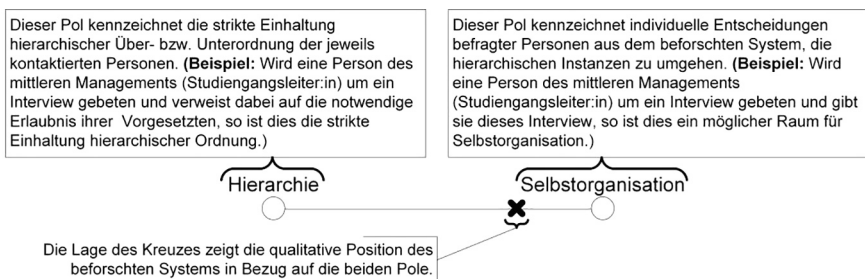 Dieser Pol kennzeichnet die strikte Einhaltung
hierarchischer Über- bzw. Unterordnung der jeweils
kontaktierten Personen. (Beispiel: Wird eine Person des
mittleren Managements (Studiengangsleiter:in) um ein
Interview gebeten und verweist dabei auf die notwendige
Erlaubnis ihrer Vorgesetzten, so ist dies die strikte
Einhaltung hierarchischer Ordnung.)
Dieser Pol kennzeichnet individuelle Entscheidungen
befragter Personen aus dem beforschten System, die
hierarchischen Instanzen zu umgehen. (Beispiel: Wird
eine Person des mittleren Managements
(Studiengangsleiter:in) um ein Interview gebeten und gibt
sie dieses Interview, so ist dies ein möglicher Raum für
Selbstorganisation.)
Hierarchie
Selbstorganisation
Die Lage des Kreuzes zeigt die qualitative Position des
beforschten Systems in Bezug auf die beiden Pole.